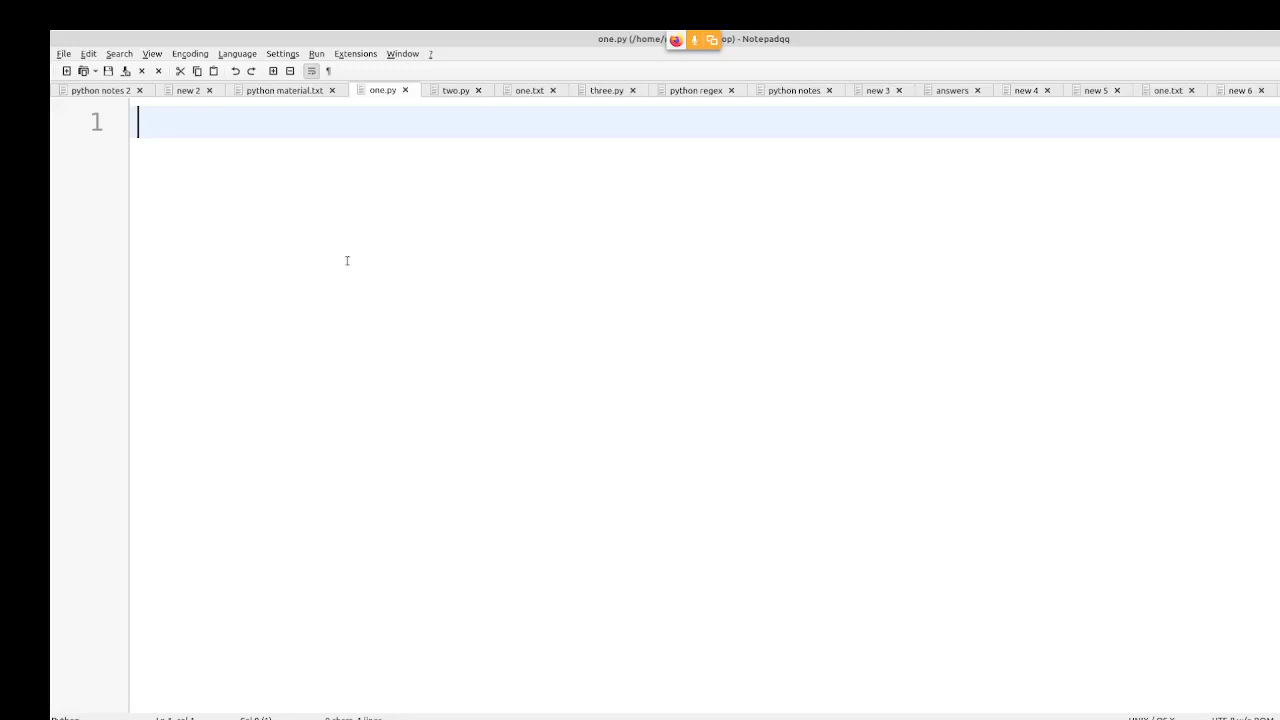 one.py (/home/ op) - Notepadqq
File Edit Search View Encoding Language Settings Run Extensions Window ?
python notes 2 new 2 python material.txt one.py two.py one.txt three.py python regex python notes new 3 answers new 4 new 5 one.txt new 6
1